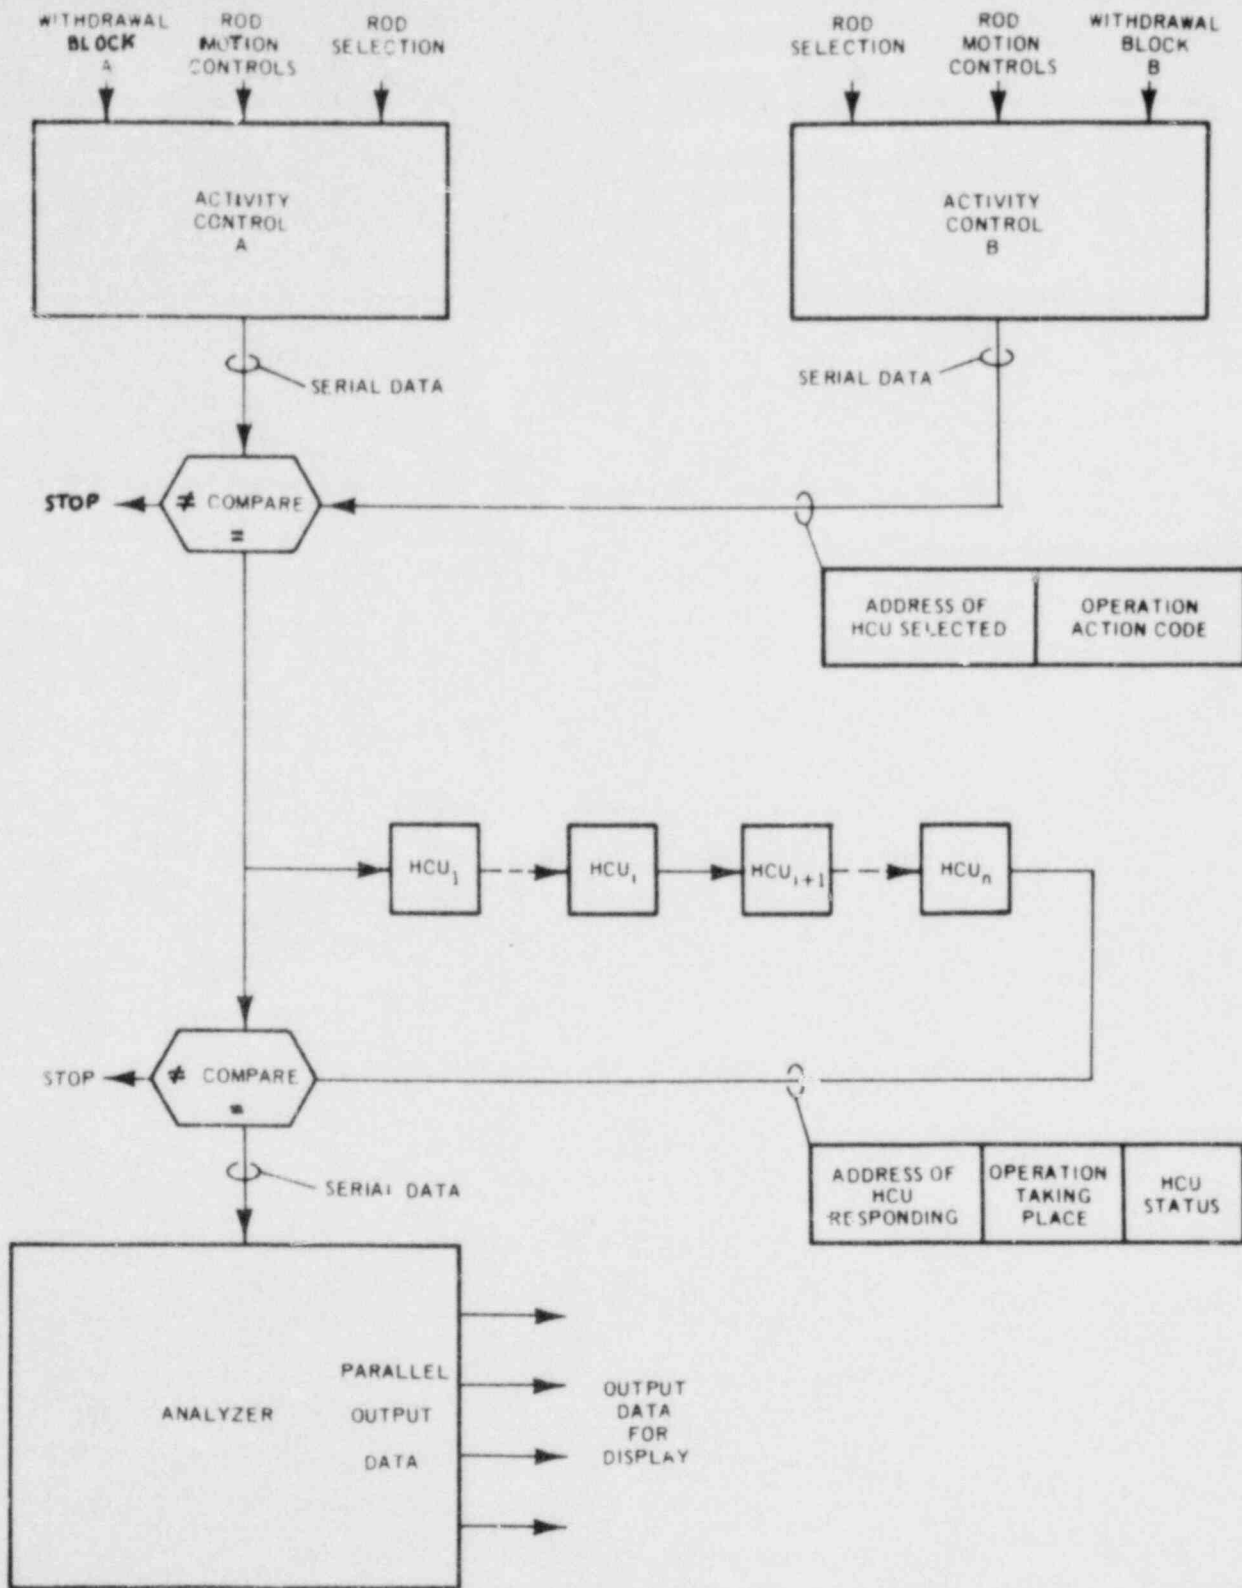 WITHDRAWAL
BLOCK
A
ROD
MOTION
CONTROLS
ROD
SELECTION
ROD
SELECTION
ROD
MOTION
CONTROLS
WITHDRAWAL
BLOCK
B
ACTIVITY
CONTROL
A
ACTIVITY
CONTROL
B
SERIAL DATA
SERIAL DATA
STOP
≠ COMPARE
=
ADDRESS OF
HCU SELECTED
OPERATION
ACTION CODE
HCU₁
HCUᵢ
HCUᵢ₊₁
HCUₙ
STOP
≠ COMPARE
=
SERIAL DATA
ADDRESS OF
HCU
RESPONDING
OPERATION
TAKING
PLACE
HCU
STATUS
ANALYZER
PARALLEL
OUTPUT
DATA
OUTPUT
DATA
FOR
DISPLAY